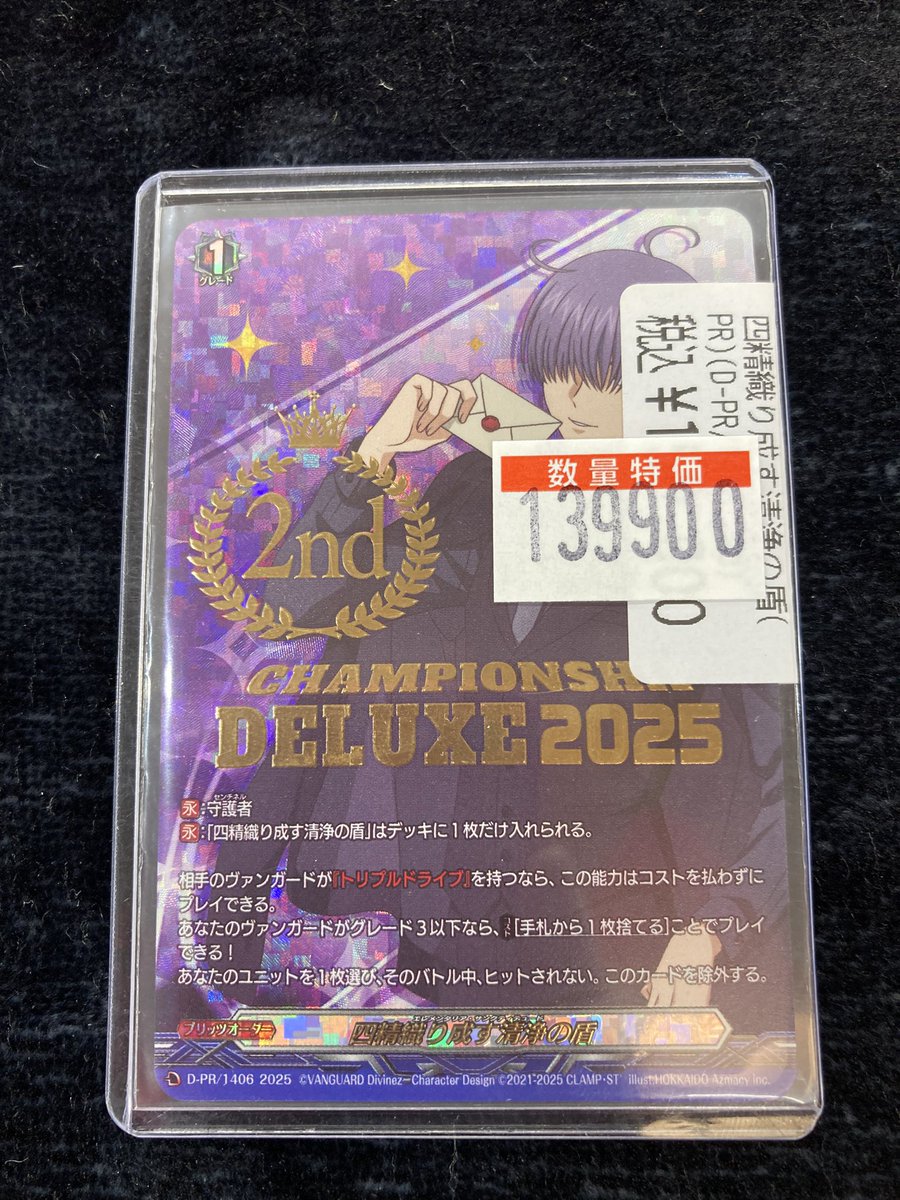 1
グレード
四精織り成す清浄の盾(
PR)(D-PR/
税込 ¥1
0
数量特価
139900
2nd
CHAMPIONSHI
DELUXE 2025
センチネル
永:守護者
永:「四精織り成す清浄の盾」はデッキに1枚だけ入れられる。
相手のヴァンガードが『トリプルドライブ』を持つなら、この能力はコストを払わずに
プレイできる。
あなたのヴァンガードがグレード3以下なら、[手札から1枚捨てる]ことでプレイ
できる!
あなたのユニットを1枚選び、そのバトル中、ヒットされない。このカードを除外する。
ブリッツオーダー
四精織り成す清浄の盾
D-PR/1406 2025 ©VANGUARD Divinez Character Design ©2021-2025 CLAMP・ST illust:HOKKAIDO Azmacy Inc.